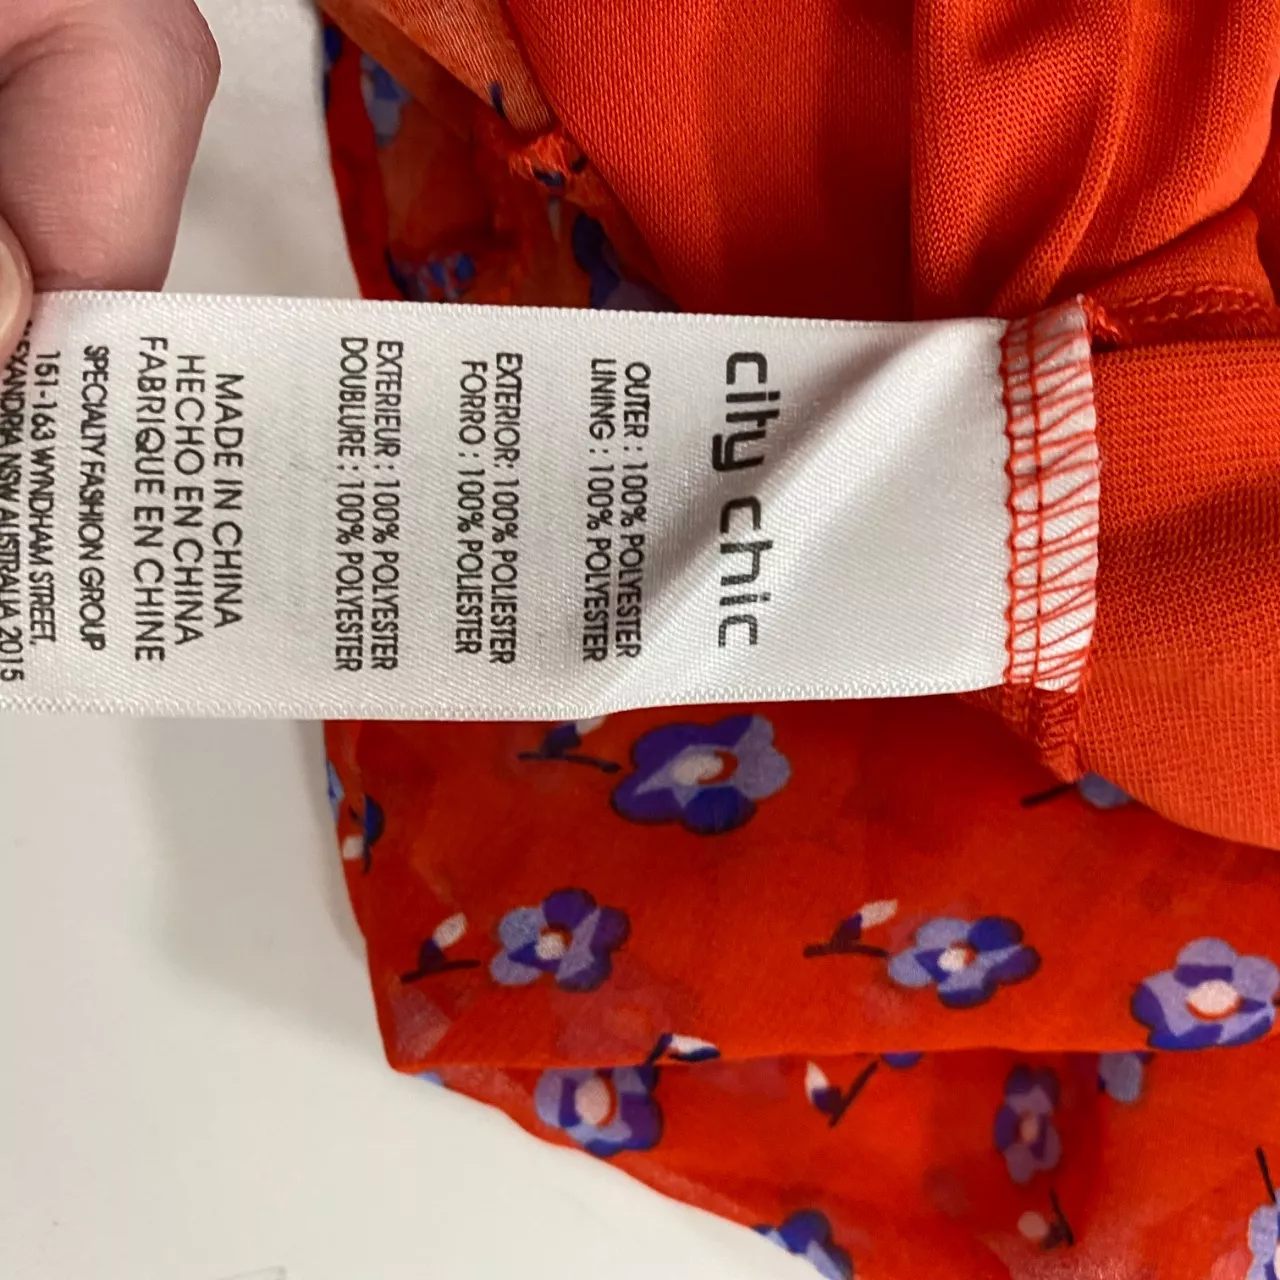 city chic
OUTER : 100% POLYESTER
LINING : 100% POLYESTER
EXTERIOR: 100% POLIESTER
FORRO : 100% POLIESTER
EXTERIEUR : 100% POLYESTER
DOUBLURE : 100% POLYESTER
MADE IN CHINA
HECHO EN CHINA
FABRIQUE EN CHINE
SPECIALTY FASHION GROUP
151-163 WYNDHAM STREET,
NSW AUSTRALIA 2015